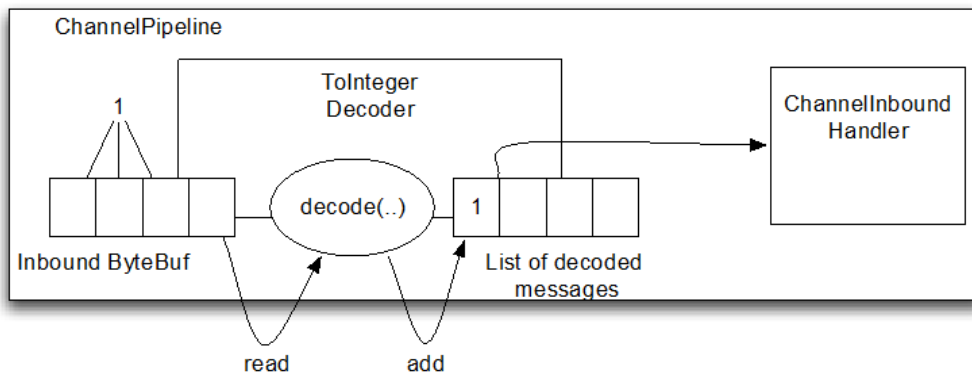 ChannelPipeline
1
ToInteger
Decoder
ChannelInbound
Handler
decode(..)
1
Inbound ByteBuf
List of decoded
messages
read
add